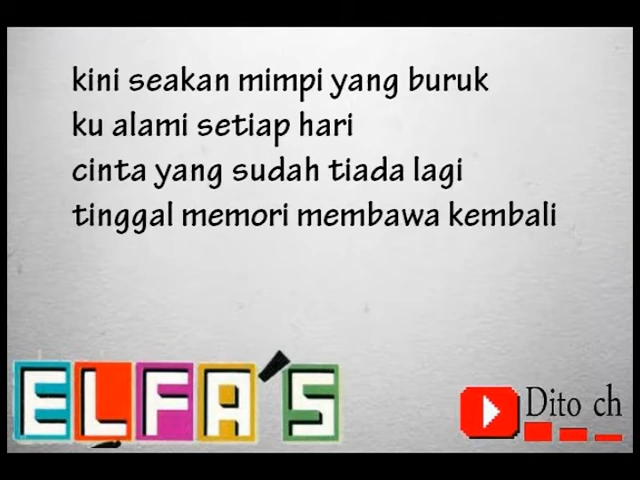 kini seakan mimpi yang buruk
ku alami setiap hari
cinta yang sudah tiada lagi
tinggal memori membawa kembali
ELFA'S
Dito ch